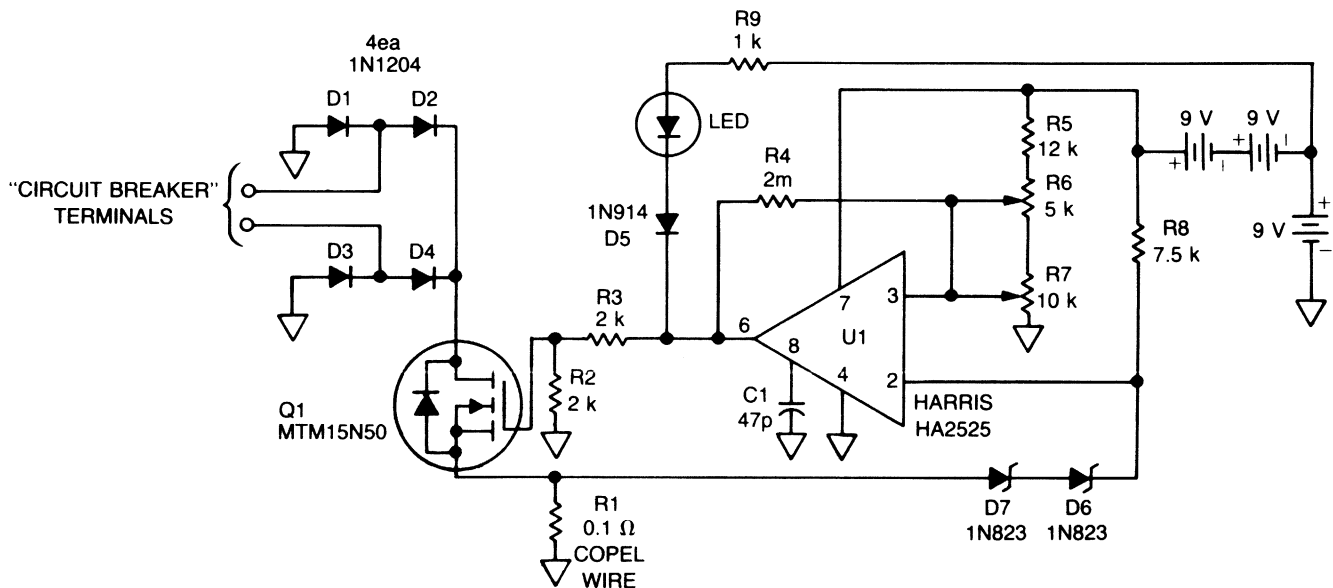 4ea
1N1204
D1
D2
"CIRCUIT BREAKER"
TERMINALS
D3
D4
Q1
MTM15N50
R9
1 k
LED
1N914
D5
R4
2m
R3
2 k
R2
2 k
R1
0.1 Ω
COPEL
WIRE
6
7
3
U1
8
4
2
C1
47p
HARRIS
HA2525
R5
12 k
R6
5 k
R7
10 k
R8
7.5 k
9 V
9 V
+
+
9 V
+
−
D7
1N823
D6
1N823